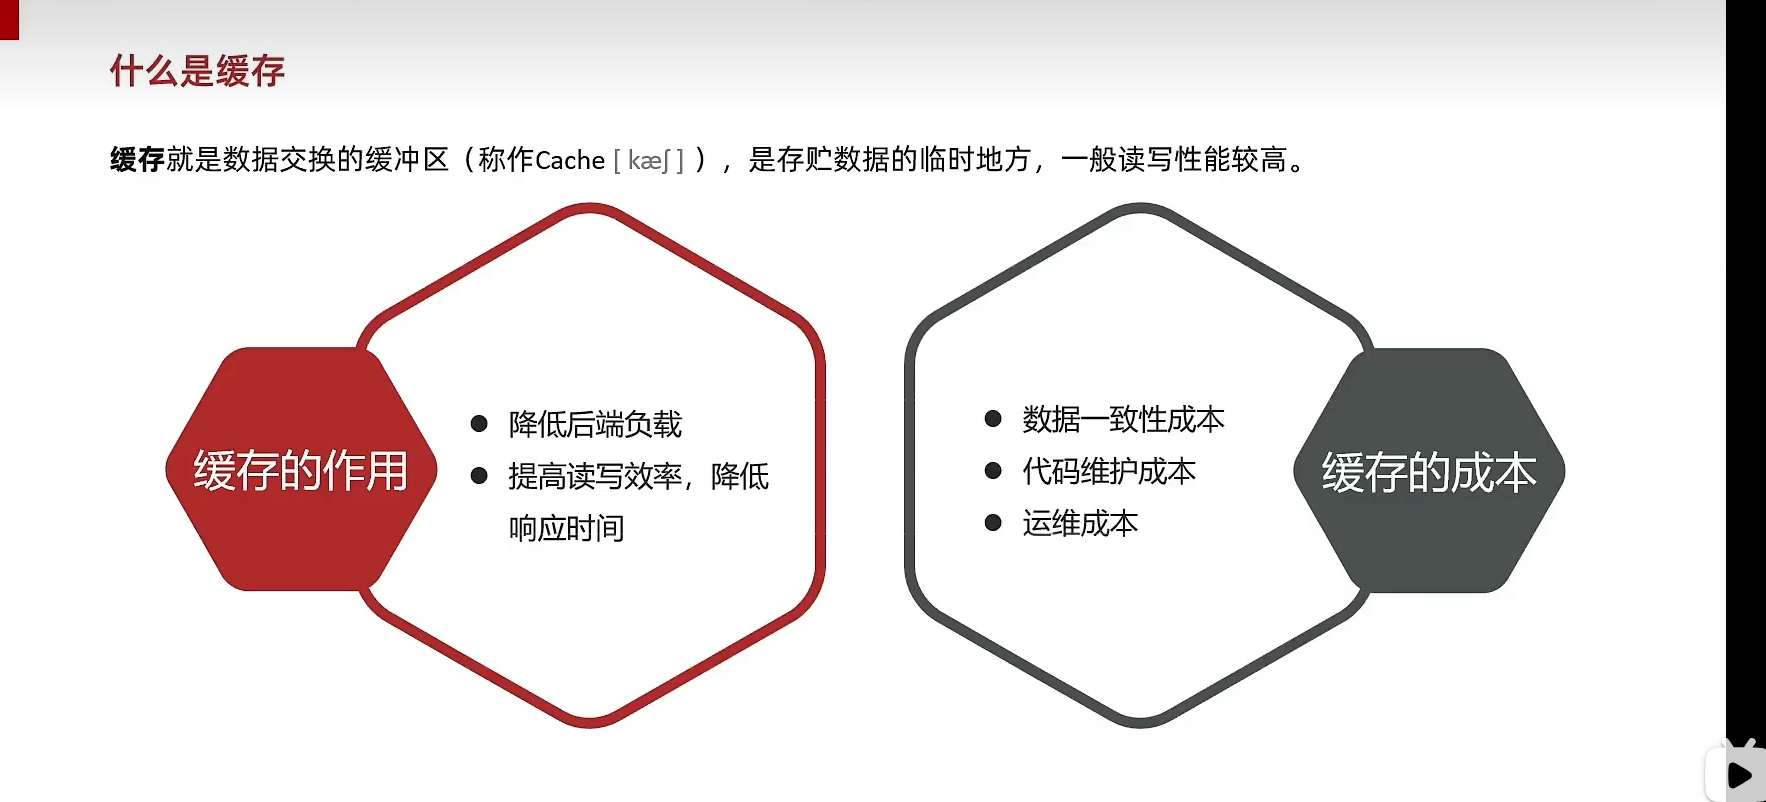 什么是缓存
缓存就是数据交换的缓冲区（称作Cache [ kæʃ ] ），是存贮数据的临时地方，一般读写性能较高。
缓存的作用
● 降低后端负载
● 提高读写效率，降低
响应时间
● 数据一致性成本
● 代码维护成本
● 运维成本
缓存的成本